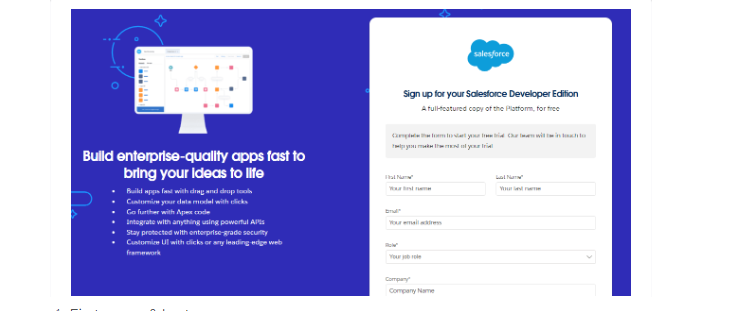 Build enterprise-quality apps fast to
bring your ideas to life
Build apps fast with drag and drop tools
Customize your data model with clicks
Go further with Apex code
Integrate with anything using powerful APIs
Stay protected with enterprise-grade security
Customize UI with clicks or any leading-edge web
framework
salesforce
Sign up for your Salesforce Developer Edition
A full-featured copy of the Platform, for free
Complete the form to start your free trial. Our team will be in touch to
help you make the most of your trial
First Name* Last Name*
Your first name Your last name
Email*
Your email address
Role*
Your job role
Company*
Company Name